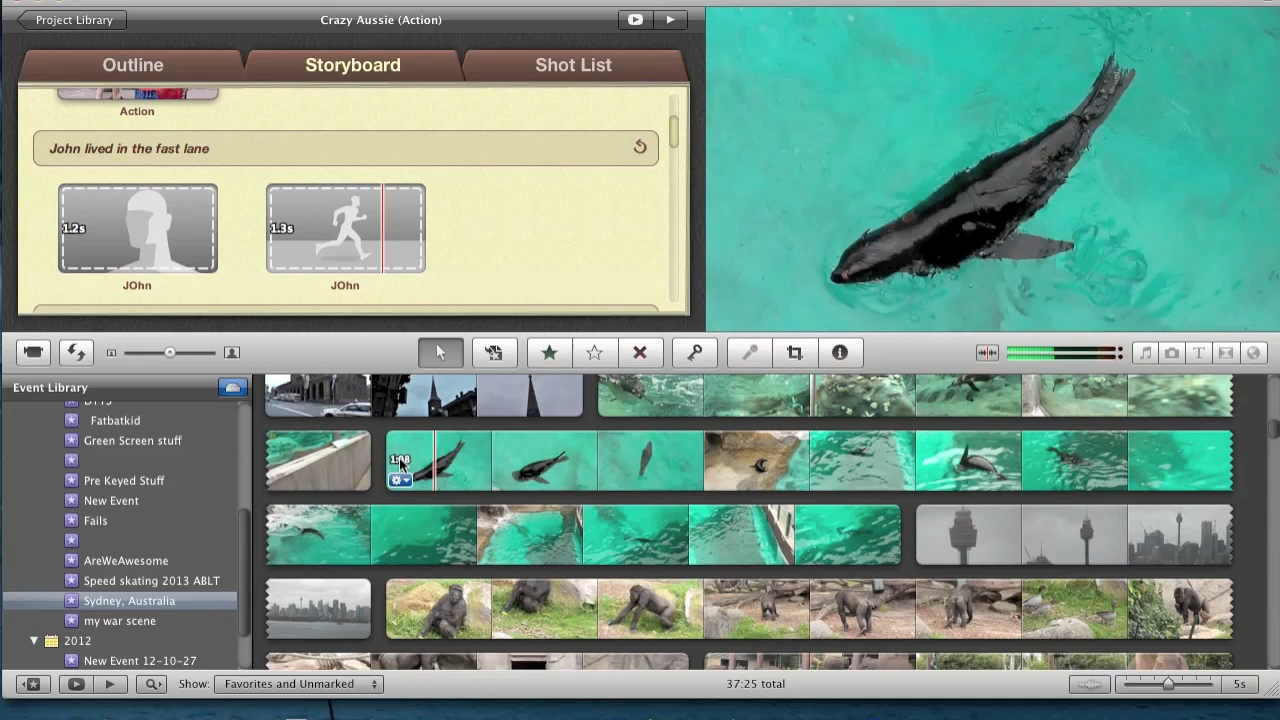 Project Library
Crazy Aussie (Action)
Outline
Storyboard
Shot List
Action
John lived in the fast lane
1.2s
1.3s
JOhn
JOhn
Event Library
Fatbatkid
Green Screen stuff
Pre Keyed Stuff
New Event
Fails
AreWeAwesome
Speed skating 2013 ABLT
Sydney, Australia
my war scene
2012
New Event 12-10-27
Show: Favorites and Unmarked
37:25 total
5s